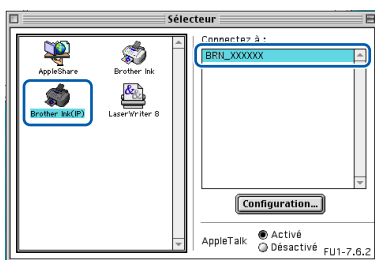 Sélecteur
Connectez à :
BRN_XXXXXX
AppleShare
Brother Ink
Brother Ink(IP)
LaserWriter 8
Configuration...
AppleTalk
Activé
Désactivé
FU1-7.6.2